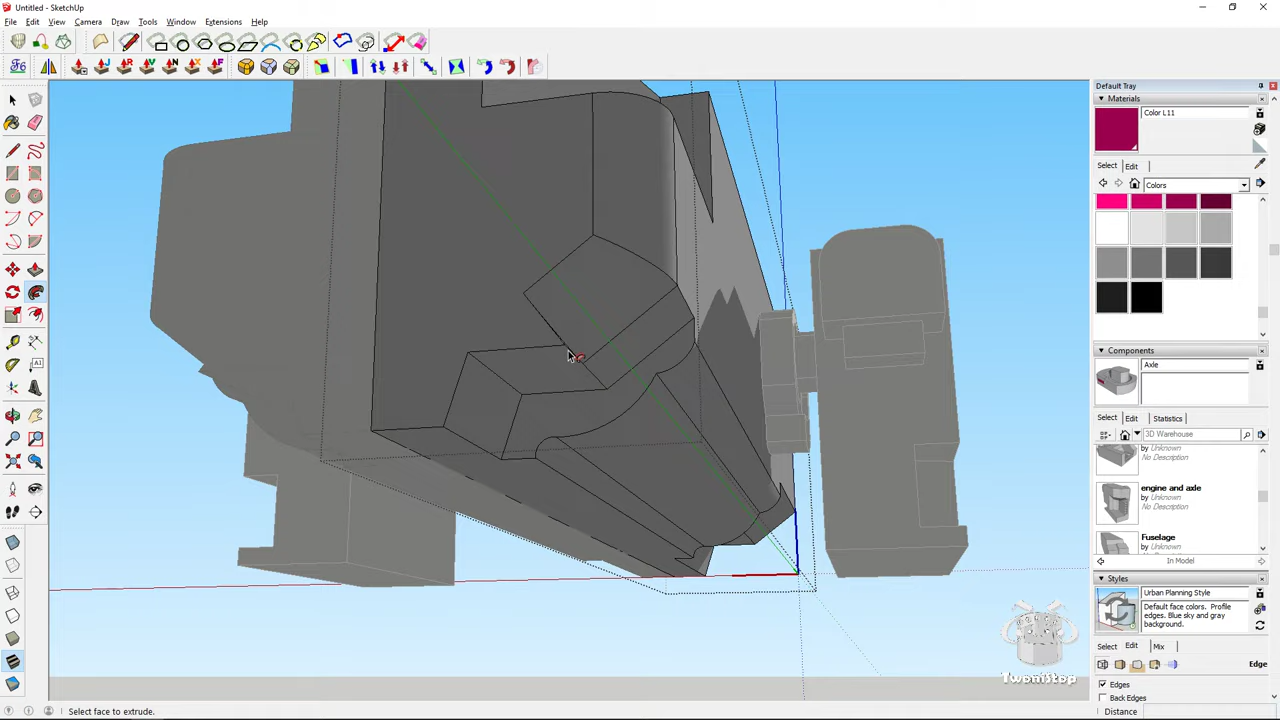 Untitled - SketchUp
File Edit View Camera Draw Tools Window Extensions Help
Default Tray
Materials
Color L11
Select Edit
Colors
Components
Axle
Select Edit Statistics
3D Warehouse
by Unknown
No Description
engine and axle
by Unknown
No Description
Fuselage
by Unknown
In Model
Styles
Urban Planning Style
Default face colors. Profile
edges. Blue sky and gray
background.
Select Edit Mix
Edge
Edges
Back Edges
TwoniStop
Select face to extrude.
Distance